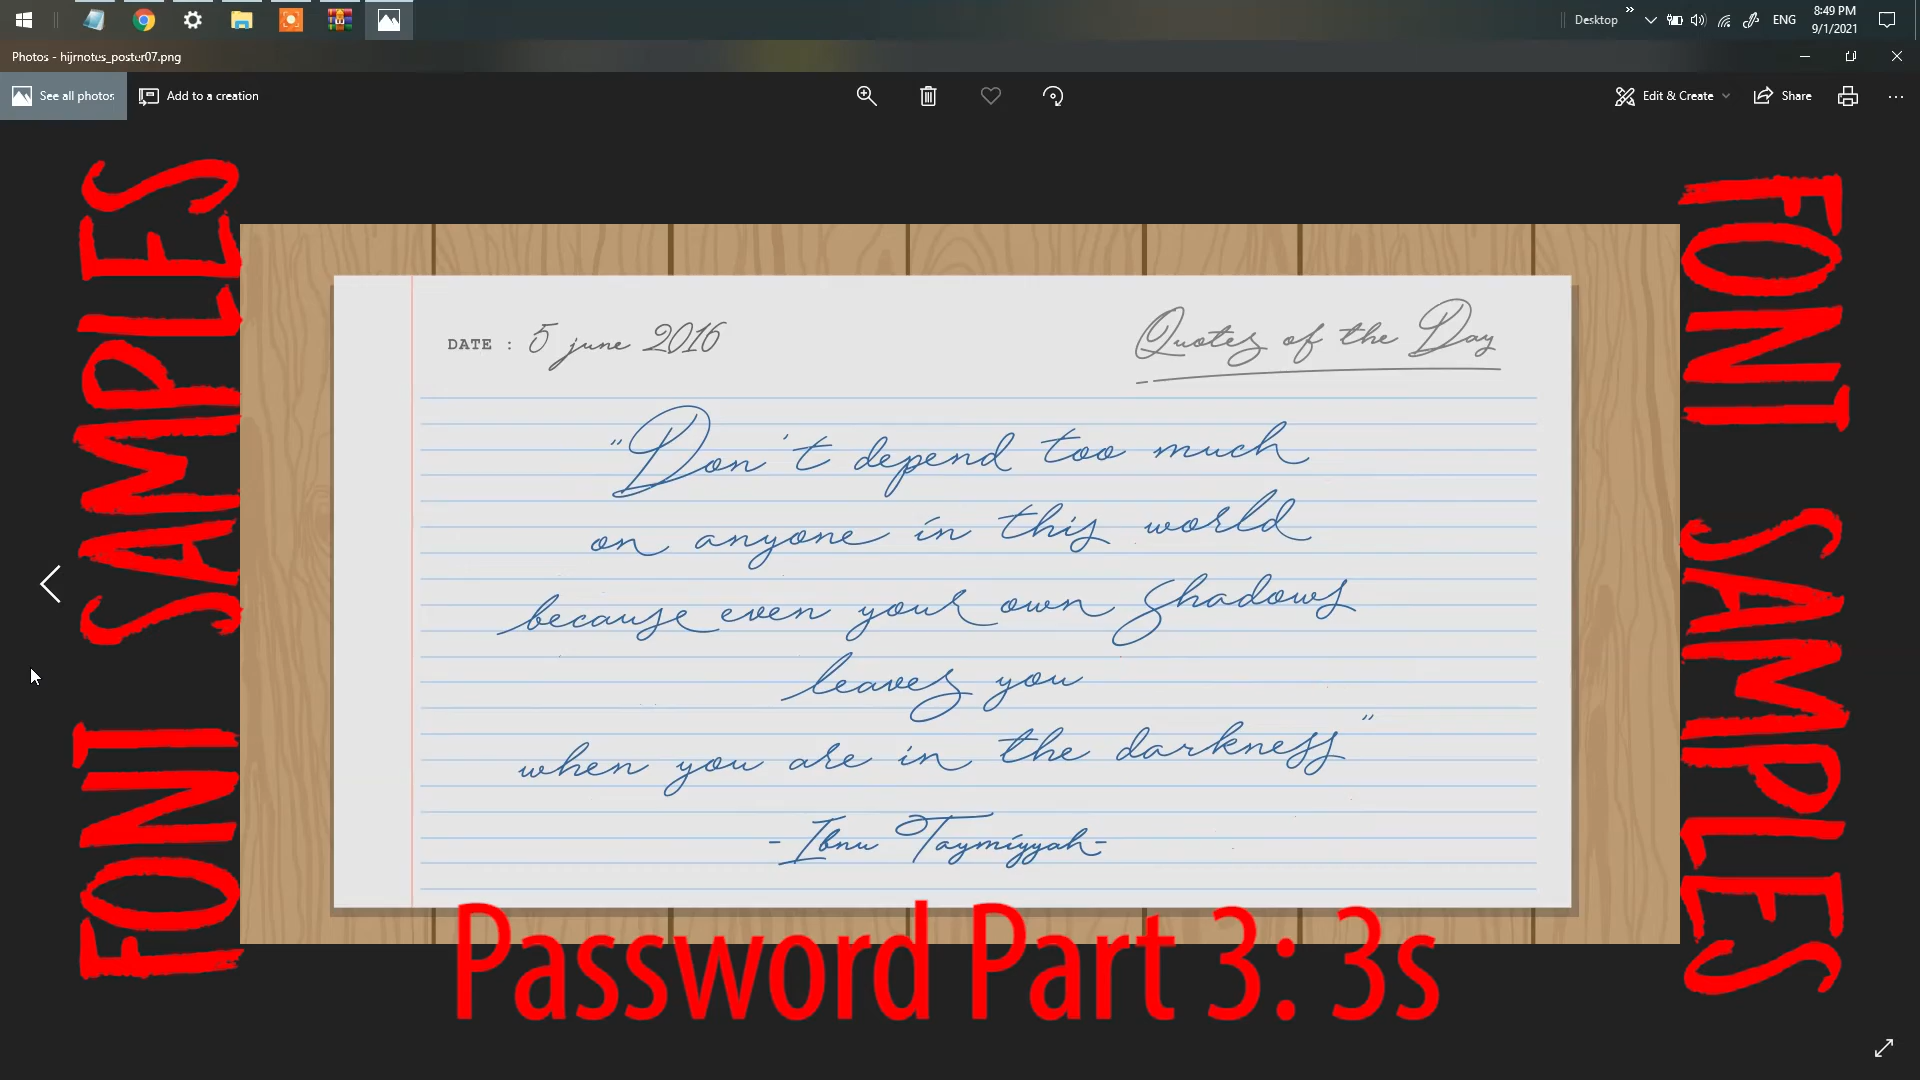 Desktop
ENG
8:49 PM
9/1/2021
Photos - hijrnotes_poster07.png
See all photos
Add to a creation
Edit & Create
Share
FONT SAMPLES
DATE : 5 june 2016
Quotes of the Day
"Don't depend too much
on anyone in this world
because even your own shadows
leaves you
when you are in the darkness"
-Ibnu Taymiyyah-
Password Part 3: 3s
FONT SAMPLES